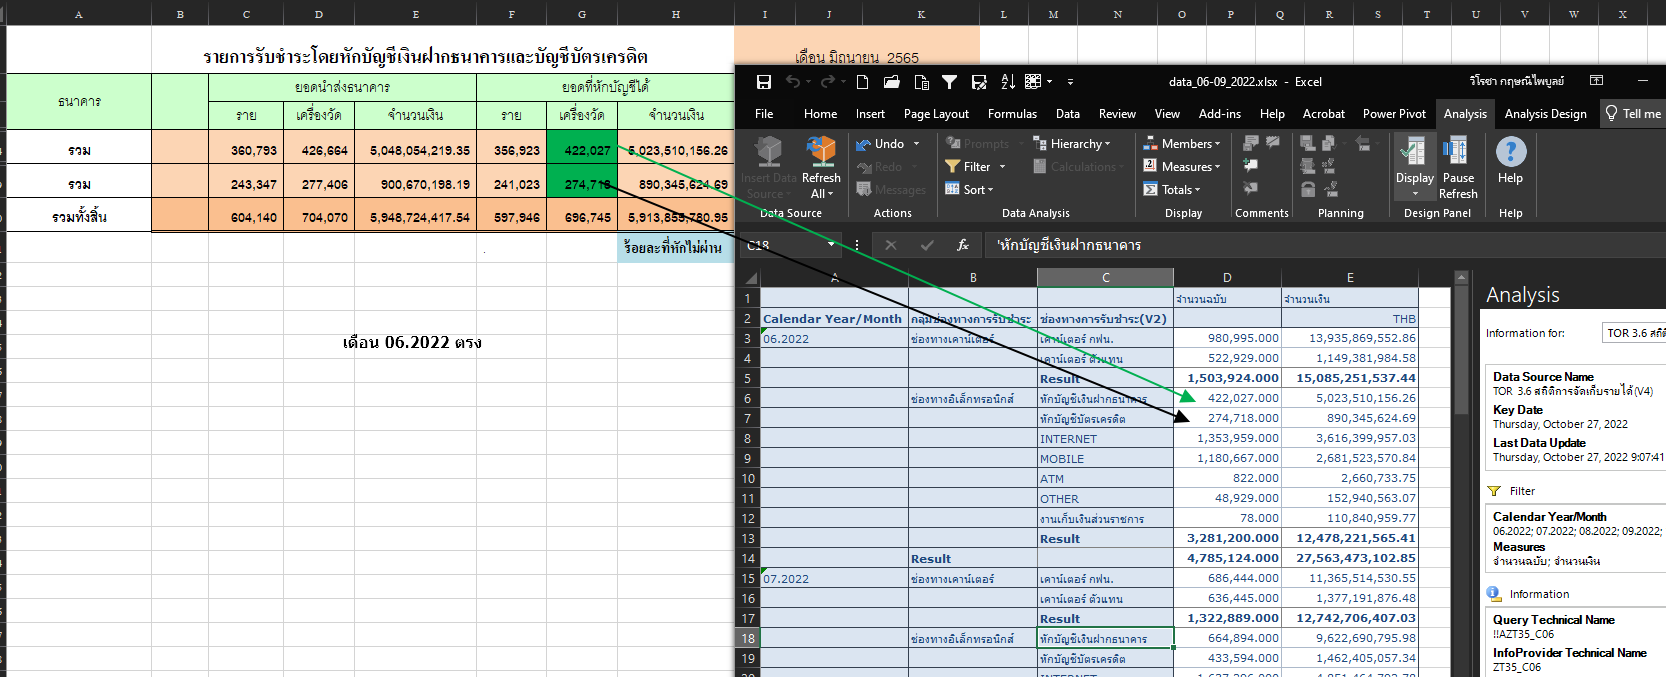 A B C D E F G H I J K L M N O P Q R S T U V W X
รายการรับชำระโดยหักบัญชีเงินฝากธนาคารและบัญชีบัตรเครดิต
เดือน มิถุนายน 2565
ธนาคาร ยอดนำส่งธนาคาร ยอดที่หักบัญชีได้
ราย เครื่องวัด จำนวนเงิน ราย เครื่องวัด จำนวนเงิน
รวม 360,793 426,664 5,048,054,219.35 356,923 422,027 5,023,510,156.26
รวม 243,347 277,406 900,670,198.19 241,023 274,718 890,345,624.69
รวมทั้งสิ้น 604,140 704,070 5,948,724,417.54 597,946 696,745 5,913,855,780.95
ร้อยละที่หักไม่ผ่าน
เดือน 06.2022 ตรง
data_06-09_2022.xlsx - Excel
วิโรชา กฤษณีไพบูลย์
File Home Insert Page Layout Formulas Data Review View Add-ins Help Acrobat Power Pivot Analysis Analysis Design Tell me
Insert Data Source
Refresh All
Data Source
Undo
Redo
Messages
Actions
Prompts
Filter
Sort
Hierarchy
Calculations
Data Analysis
Members
Measures
Totals
Display
Comments
Planning
Display
Pause Refresh
Design Panel
Help
Help
C18 fx 'หักบัญชีเงินฝากธนาคาร
A B C D E
1 จำนวนฉบับ จำนวนเงิน
2 Calendar Year/Month กลุ่มช่องทางการรับชำระ ช่องทางการรับชำระ(V2) THB
3 06.2022 ช่องทางเคาน์เตอร์ เคาน์เตอร์ กฟน. 980,995.000 13,935,869,552.86
4 เคาน์เตอร์ ตัวแทน 522,929.000 1,149,381,984.58
5 Result 1,503,924.000 15,085,251,537.44
6 ช่องทางอิเล็กทรอนิกส์ หักบัญชีเงินฝากธนาคาร 422,027.000 5,023,510,156.26
7 หักบัญชีบัตรเครดิต 274,718.000 890,345,624.69
8 INTERNET 1,353,959.000 3,616,399,957.03
9 MOBILE 1,180,667.000 2,681,523,570.84
10 ATM 822.000 2,660,733.75
11 OTHER 48,929.000 152,940,563.07
12 งานเก็บเงินส่วนราชการ 78.000 110,840,959.77
13 Result 3,281,200.000 12,478,221,565.41
14 Result 4,785,124.000 27,563,473,102.85
15 07.2022 ช่องทางเคาน์เตอร์ เคาน์เตอร์ กฟน. 686,444.000 11,365,514,530.55
16 เคาน์เตอร์ ตัวแทน 636,445.000 1,377,191,876.48
17 Result 1,322,889.000 12,742,706,407.03
18 ช่องทางอิเล็กทรอนิกส์ หักบัญชีเงินฝากธนาคาร 664,894.000 9,622,690,795.98
19 หักบัญชีบัตรเครดิต 433,594.000 1,462,405,057.34
Analysis
Information for: TOR 3.6 สถิติ
Data Source Name
TOR 3.6 สถิติการจัดเก็บรายได้(V4)
Key Date
Thursday, October 27, 2022
Last Data Update
Thursday, October 27, 2022 9:07:41
Filter
Calendar Year/Month
06.2022; 07.2022; 08.2022; 09.2022;
Measures
จำนวนฉบับ; จำนวนเงิน
Information
Query Technical Name
!!AZT35_C06
InfoProvider Technical Name
ZT35_C06